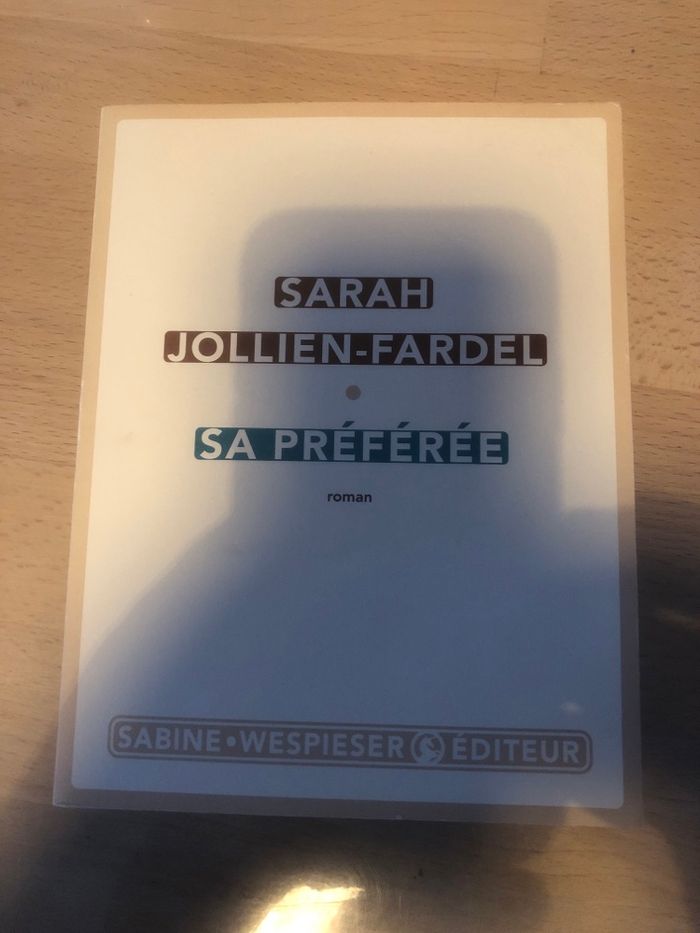 SARAH
JOLLIEN-FARDEL
SA PRÉFÉRÉE
roman
SABINE • WESPIESER ÉDITEUR